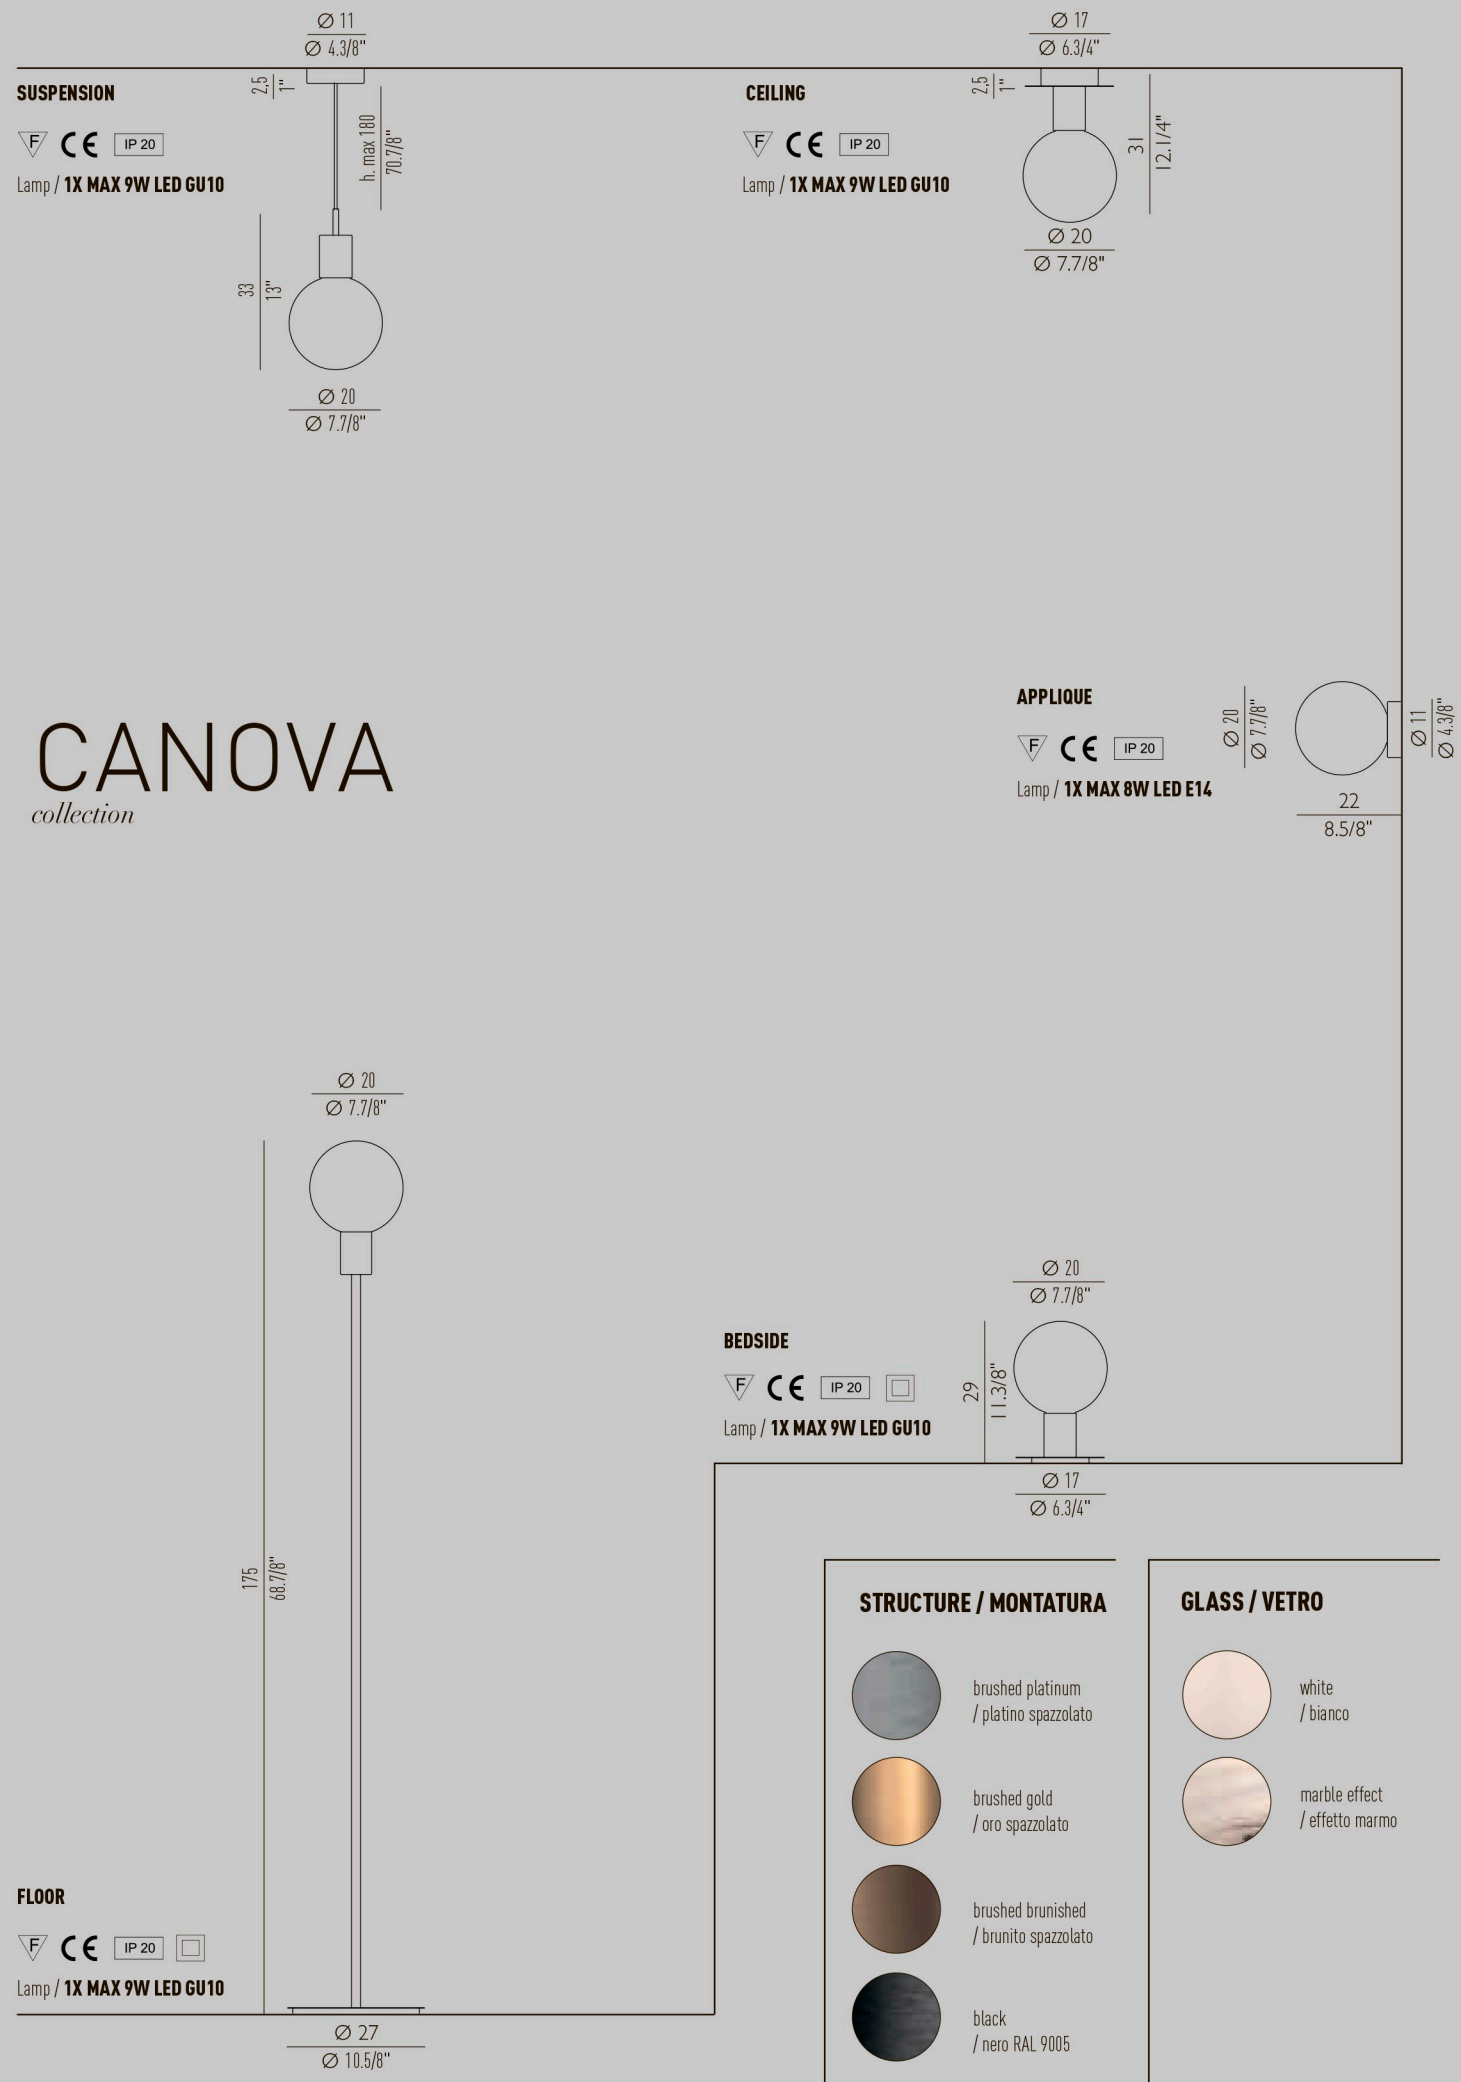 Ø 11
Ø 4.3/8"
SUSPENSION
2,5
1"
F CE IP 20
Lamp / 1X MAX 9W LED GU10
h. max 180
70.7/8"
33
13"
Ø 20
Ø 7.7/8"
Ø 17
Ø 6.3/4"
CEILING
2,5
1"
F CE IP 20
Lamp / 1X MAX 9W LED GU10
31
12.1/4"
Ø 20
Ø 7.7/8"
CANOVA
collection
APPLIQUE
F CE IP 20
Lamp / 1X MAX 8W LED E14
Ø 20
Ø 7.7/8"
Ø 11
Ø 4.3/8"
22
8.5/8"
Ø 20
Ø 7.7/8"
175
68.7/8"
FLOOR
F CE IP 20
Lamp / 1X MAX 9W LED GU10
Ø 27
Ø 10.5/8"
Ø 20
Ø 7.7/8"
BEDSIDE
F CE IP 20
Lamp / 1X MAX 9W LED GU10
29
11.3/8"
Ø 17
Ø 6.3/4"
STRUCTURE / MONTATURA
brushed platinum
/ platino spazzolato
brushed gold
/ oro spazzolato
brushed brunished
/ brunito spazzolato
black
/ nero RAL 9005
GLASS / VETRO
white
/ bianco
marble effect
/ effetto marmo